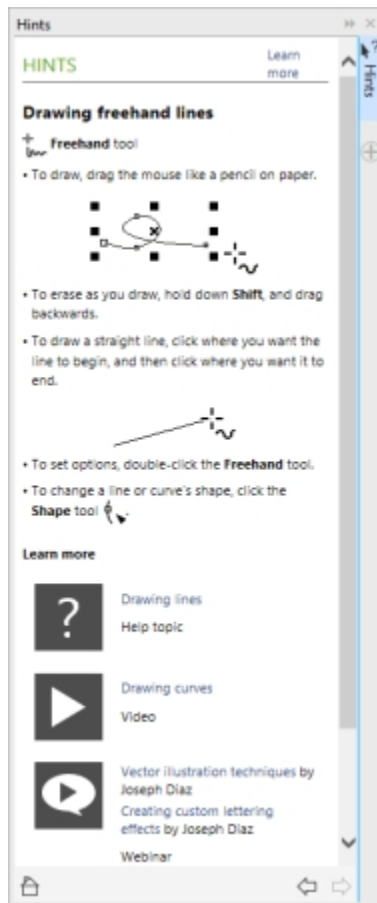 Hints
HINTS
Learn
more
Hints
Drawing freehand lines
Freehand tool
• To draw, drag the mouse like a pencil on paper.
• To erase as you draw, hold down Shift, and drag
backwards.
• To draw a straight line, click where you want the
line to begin, and then click where you want it to
end.
• To set options, double-click the Freehand tool.
• To change a line or curve's shape, click the
Shape tool .
Learn more
?
Drawing lines
Help topic
Drawing curves
Video
Vector illustration techniques by
Joseph Diaz
Creating custom lettering
effects by Joseph Diaz
Webinar